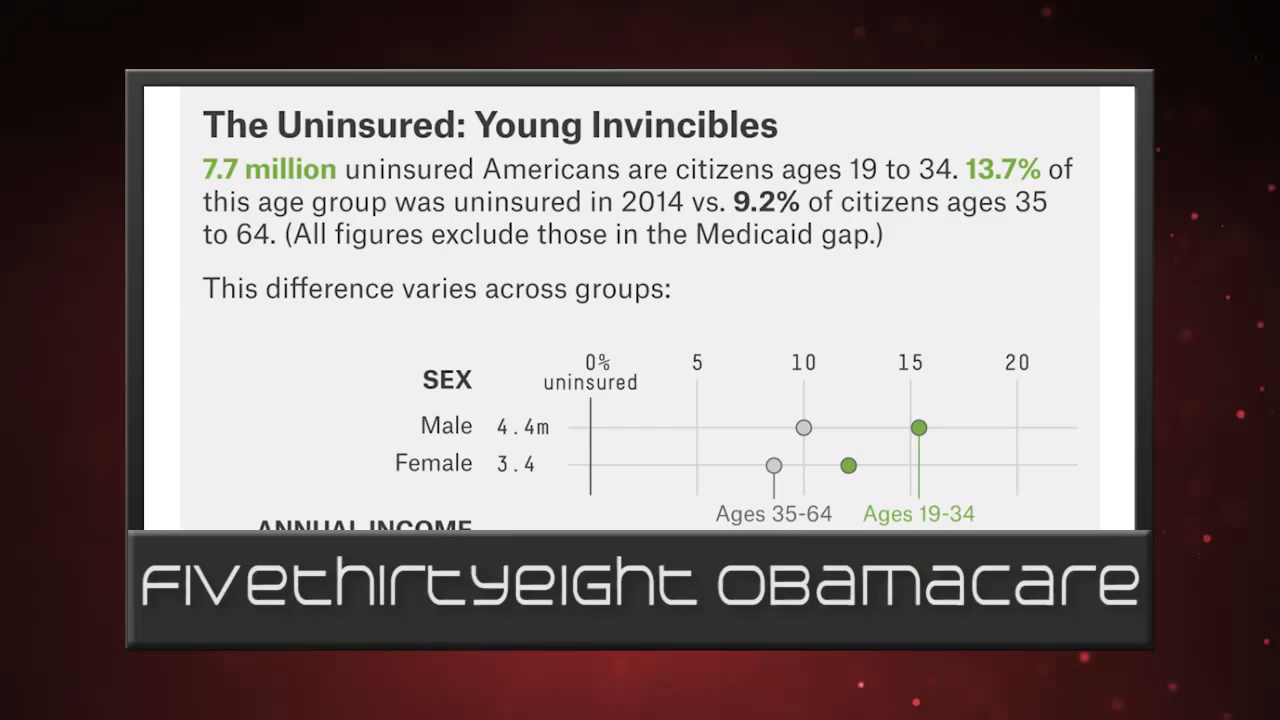 The Uninsured: Young Invincibles
7.7 million uninsured Americans are citizens ages 19 to 34. 13.7% of
this age group was uninsured in 2014 vs. 9.2% of citizens ages 35
to 64. (All figures exclude those in the Medicaid gap.)
This difference varies across groups:
0% 5 10 15 20
SEX uninsured
Male 4.4m
Female 3.4
Ages 35-64 Ages 19-34
ANNUAL INCOME
FIVETHIRTYEIGHT OBAMACARE